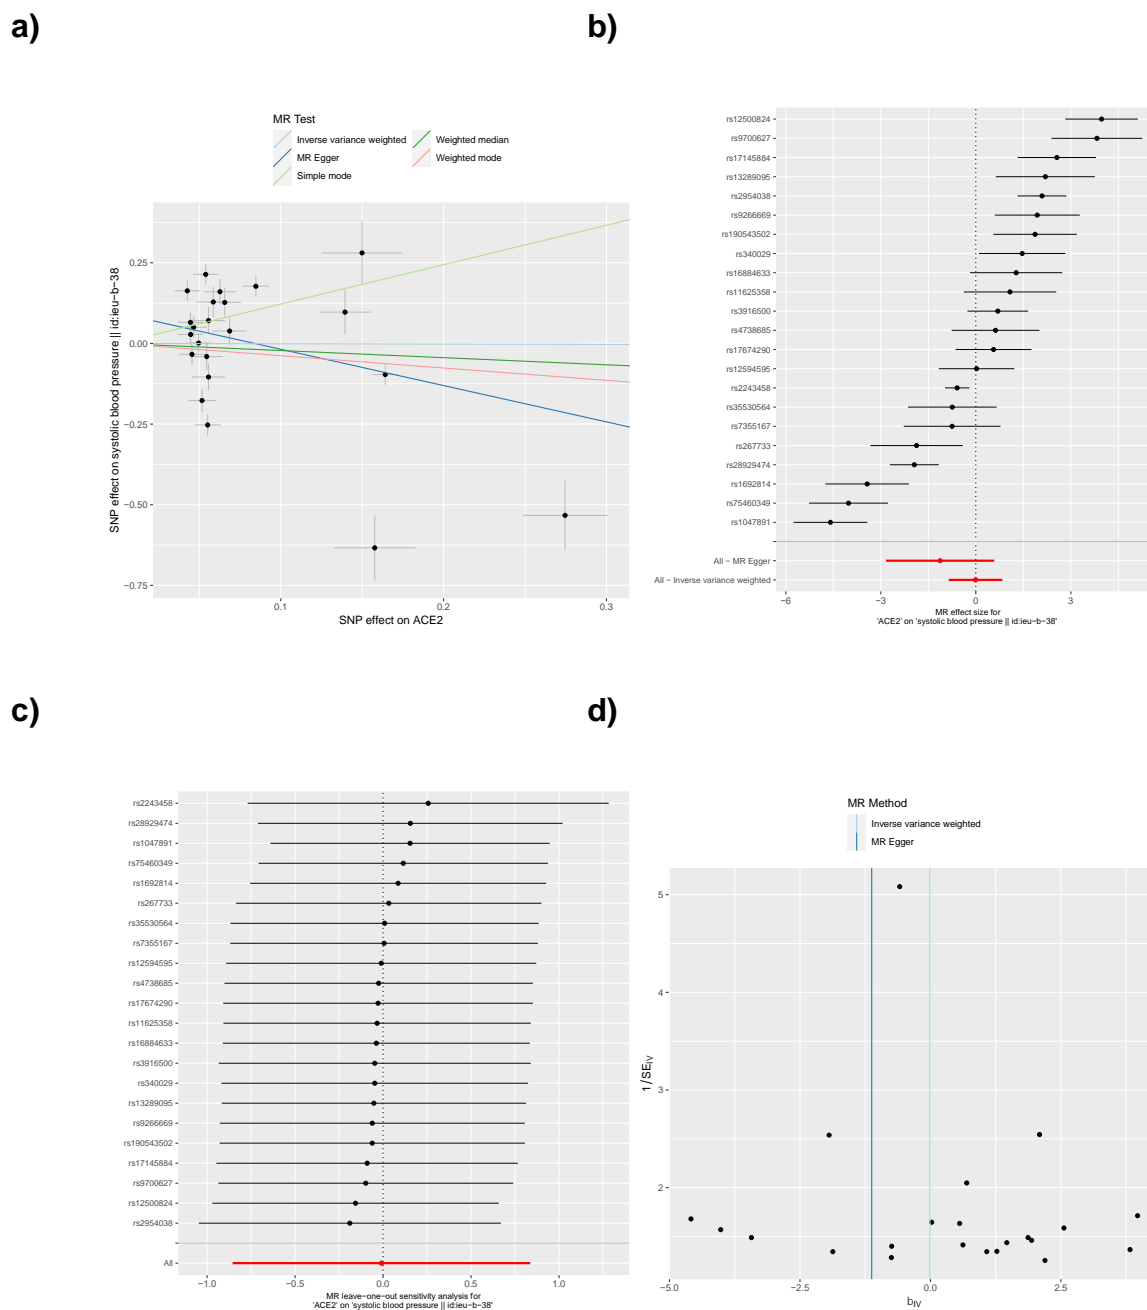 a)
b)
MR Test
Inverse variance weighted
Weighted median
MR Egger
Weighted mode
Simple mode
SNP effect on systolic blood pressure || id:ieu−b−38
0.25
0.00
−0.25
−0.50
−0.75
0.1
0.2
0.3
SNP effect on ACE2
rs12500824
rs9700627
rs17145884
rs13289095
rs2954038
rs9266669
rs190543502
rs340029
rs16884633
rs11625358
rs3916500
rs4738685
rs17674290
rs12594595
rs2243458
rs35530564
rs7355167
rs267733
rs28929474
rs1692814
rs75460349
rs1047891
All − MR Egger
All − Inverse variance weighted
−6
−3
0
3
MR effect size for
'ACE2' on 'systolic blood pressure || id:ieu−b−38'
c)
d)
rs2243458
rs28929474
rs1047891
rs75460349
rs1692814
rs267733
rs35530564
rs7355167
rs12594595
rs4738685
rs17674290
rs11625358
rs16884633
rs3916500
rs340029
rs13289095
rs9266669
rs190543502
rs17145884
rs9700627
rs12500824
rs2954038
All
−1.0
−0.5
0.0
0.5
1.0
MR leave−one−out sensitivity analysis for
'ACE2' on 'systolic blood pressure || id:ieu−b−38'
MR Method
Inverse variance weighted
MR Egger
1/SEIV
5
4
3
2
−5.0
−2.5
0.0
2.5
bIV